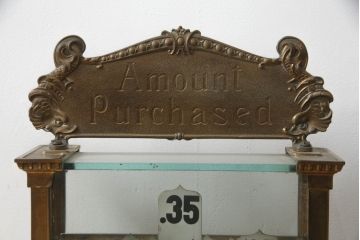 Amount
Purchased
.35